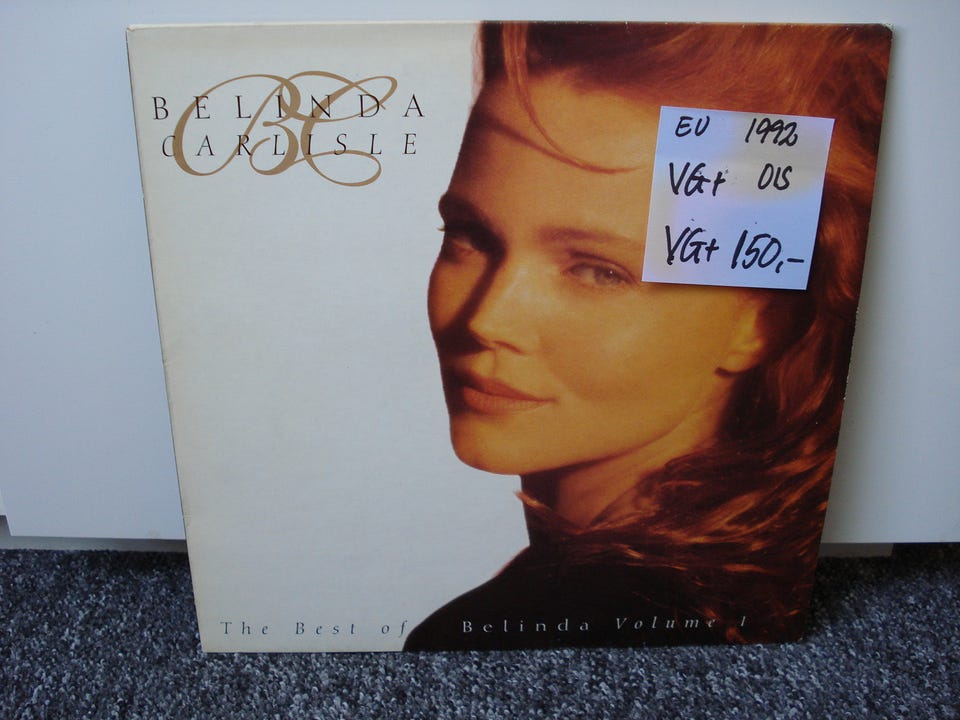 BELINDA
CARLISLE
BC
EU 1992
VG+ OIS
VG+ 150,-
The Best of Belinda Volume 1